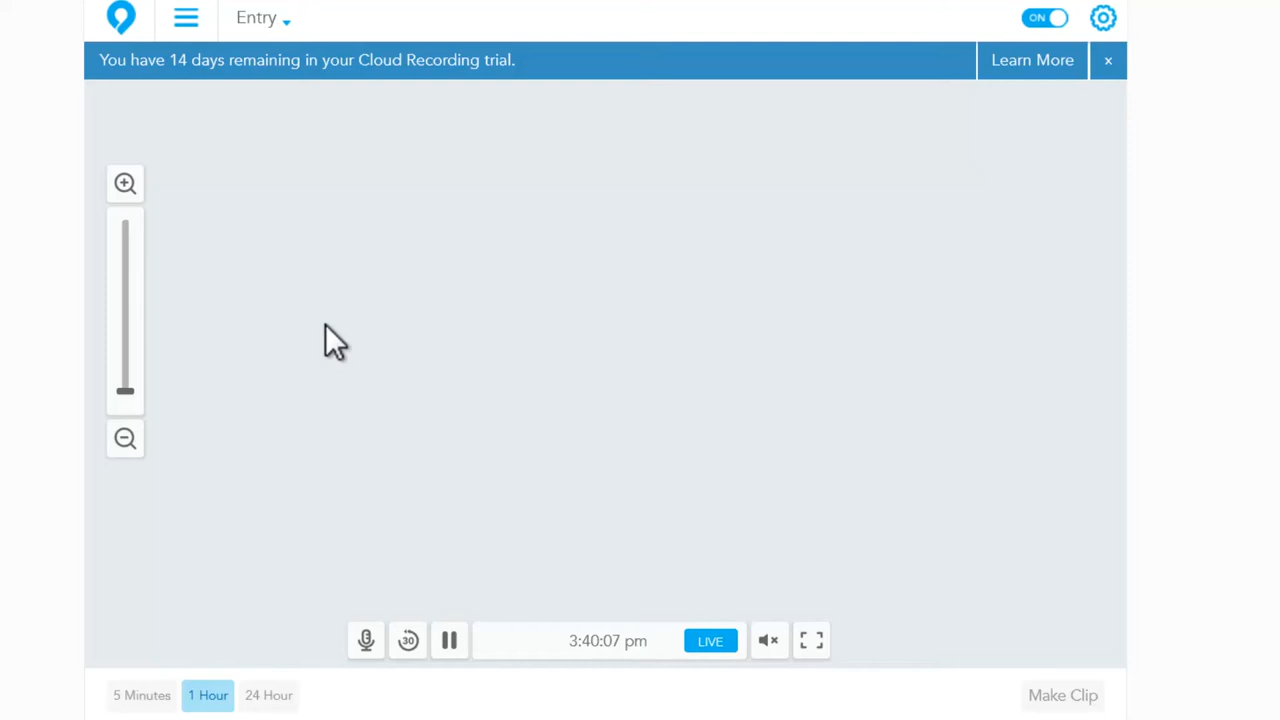 Entry
ON
You have 14 days remaining in your Cloud Recording trial.
Learn More
×
30
3:40:07 pm
LIVE
5 Minutes
1 Hour
24 Hour
Make Clip